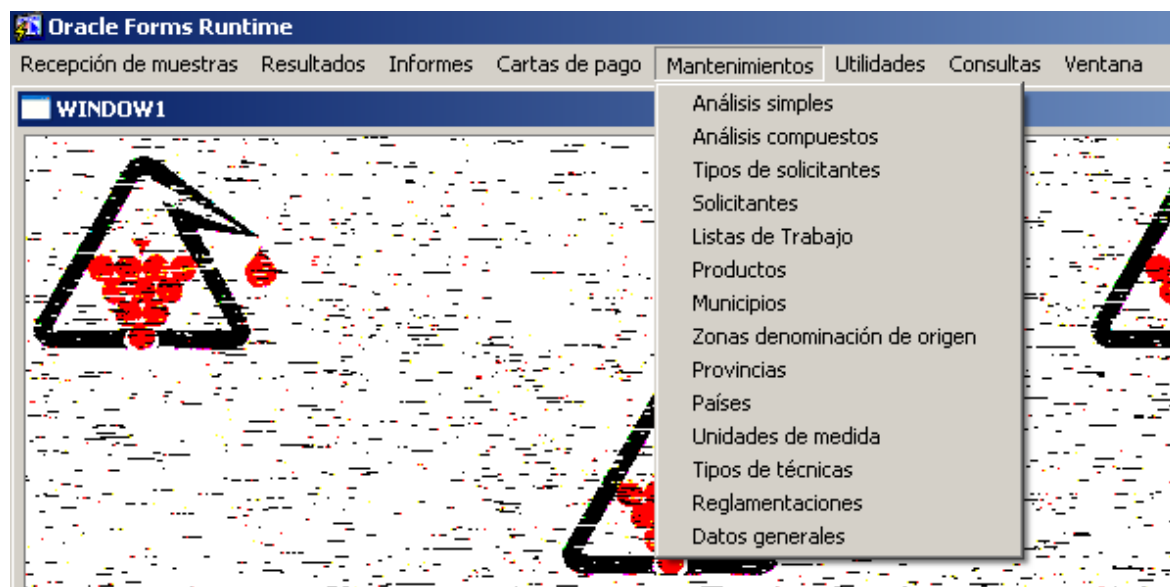 Oracle Forms Runtime
Recepción de muestras Resultados Informes Cartas de pago Mantenimientos Utilidades Consultas Ventana
WINDOW1
Análisis simples
Análisis compuestos
Tipos de solicitantes
Solicitantes
Listas de Trabajo
Productos
Municipios
Zonas denominación de origen
Provincias
Países
Unidades de medida
Tipos de técnicas
Reglamentaciones
Datos generales